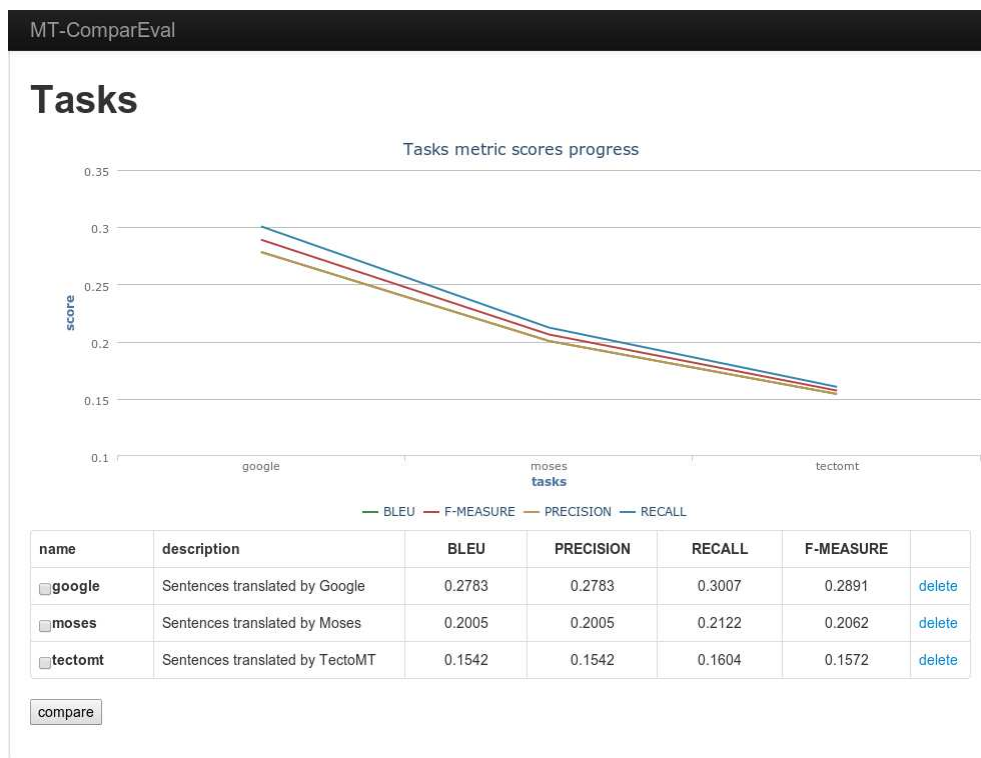 MT-ComparEval
Tasks
Tasks metric scores progress
0.35
0.3
0.25
0.2
0.15
0.1
score
google moses tectomt
tasks
BLEU F-MEASURE PRECISION RECALL
name description BLEU PRECISION RECALL F-MEASURE
google Sentences translated by Google 0.2783 0.2783 0.3007 0.2891 delete
moses Sentences translated by Moses 0.2005 0.2005 0.2122 0.2062 delete
tectomt Sentences translated by TectoMT 0.1542 0.1542 0.1604 0.1572 delete
compare